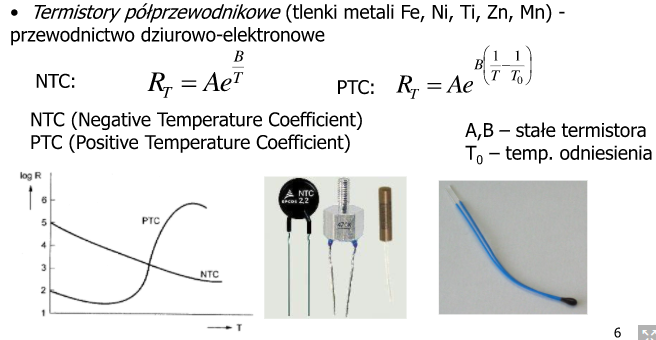 • Termistory półprzewodnikowe (tlenki metali Fe, Ni, Ti, Zn, Mn) -
przewodnictwo dziurowo-elektronowe
NTC: R_T = Ae^(B/T)
PTC: R_T = Ae^(B(1/T - 1/T_0))
NTC (Negative Temperature Coefficient)
PTC (Positive Temperature Coefficient)
A,B – stałe termistora
T_0 – temp. odniesienia
log R
6
5
4
3
2
1
PTC
NTC
T
NTC
2,2
EPCOS
6